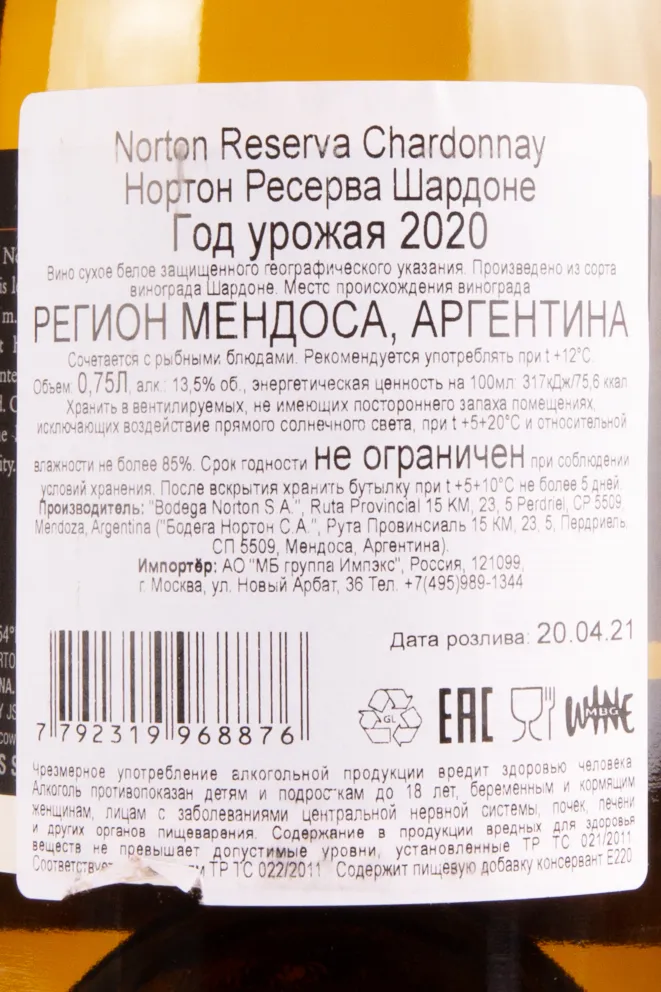 Norton Reserva Chardonnay
Нортон Ресерва Шардоне
Год урожая 2020
Вино сухое белое защищенного географического указания. Произведено из сорта
винограда Шардоне. Место происхождения винограда
РЕГИОН МЕНДОСА, АРГЕНТИНА
Сочетается с рыбными блюдами. Рекомендуется употреблять при t +12°C.
Объем: 0,75Л, алк.: 13,5% об., энергетическая ценность на 100мл: 317кДж/75,6 ккал
Хранить в вентилируемых, не имеющих постороннего запаха помещениях,
исключающих воздействие прямого солнечного света, при t +5+20°C и относительной
влажности не более 85%. Срок годности не ограничен при соблюдении
условий хранения. После вскрытия хранить бутылку при t +5+10°C не более 5 дней.
Производитель: "Bodega Norton S.A.", Ruta Provincial 15 KM, 23, 5 Perdriel, CP 5509,
Mendoza, Argentina ("Бодега Нортон С.А.", Рута Провинсиаль 15 КМ, 23, 5, Пердриель,
СП 5509, Мендоса, Аргентина).
Импортёр: АО "МБ группа Импэкс", Россия, 121099,
г. Москва, ул. Новый Арбат, 36 Тел. +7(495)989-1344
Дата розлива: 20.04.21
7 792319 968876
GL EAC WINE MBG
Чрезмерное употребление алкогольной продукции вредит здоровью человека
Алкоголь противопоказан детям и подросткам до 18 лет, беременным и кормящим
женщинам, лицам с заболеваниями центральной нервной системы, почек, печени
и других органов пищеварения. Содержание в продукции вредных для здоровья
веществ не превышает допустимые уровни, установленные ТР ТС 021/2011
Соответствует ТР ТС 022/2011 Содержит пищевую добавку консервант Е220